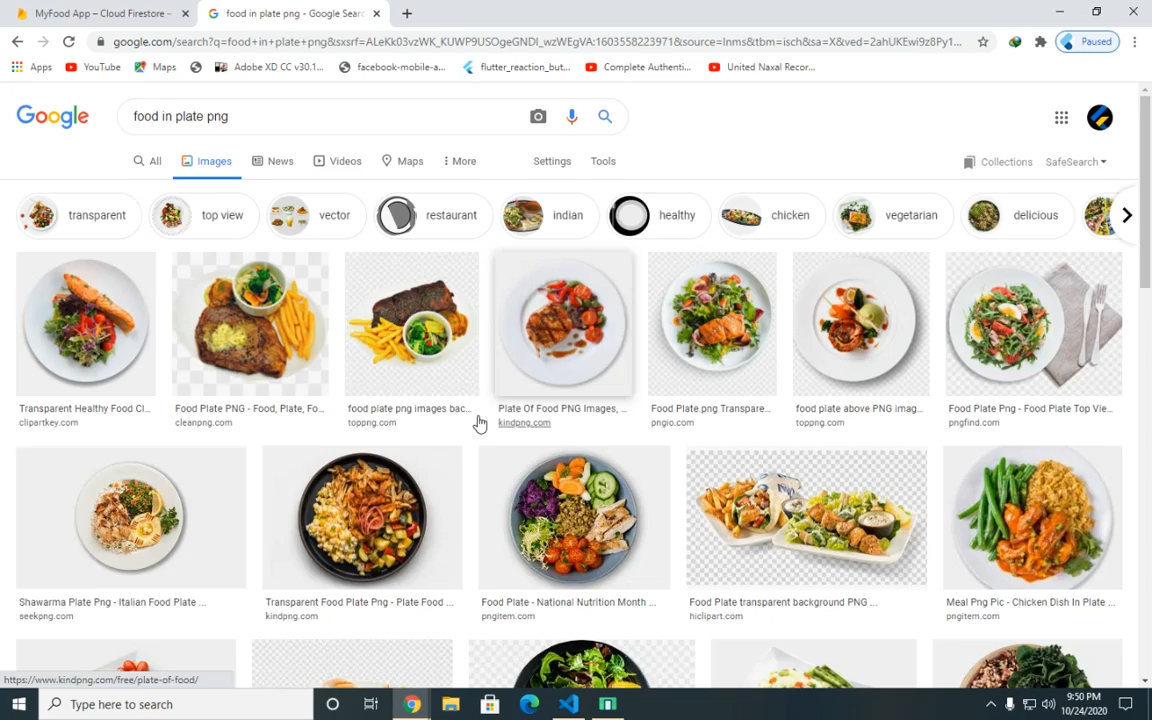 MyFood App – Cloud Firestore –
food in plate png - Google Searc
google.com/search?q=food+in+plate+png&sxsrf=ALeKk03vzWK_KUWP9USOgeGNDI_wzWEgVA:1603558223971&source=lnms&tbm=isch&sa=X&ved=2ahUKEwi9z8Py1...
Paused
Apps YouTube Maps Adobe XD CC v30.1... facebook-mobile-a... flutter_reaction_but... Complete Authenti... United Naxal Recor...
Google
food in plate png
All Images News Videos Maps More Settings Tools Collections SafeSearch
transparent top view vector restaurant indian healthy chicken vegetarian delicious
Transparent Healthy Food Cl... Food Plate PNG - Food, Plate, Fo... food plate png images bac... Plate Of Food PNG Images, ... Food Plate.png Transpare... food plate above PNG imag... Food Plate Png - Food Plate Top Vie...
clipartkey.com cleanpng.com toppng.com kindpng.com pngio.com toppng.com pngfind.com
Shawarma Plate Png - Italian Food Plate ... Transparent Food Plate Png - Plate Food ... Food Plate - National Nutrition Month ... Food Plate transparent background PNG ... Meal Png Pic - Chicken Dish In Plate ...
seekpng.com kindpng.com pngitem.com hiclipart.com pngitem.com
https://www.kindpng.com/free/plate-of-food/
Type here to search
9:50 PM
10/24/2020